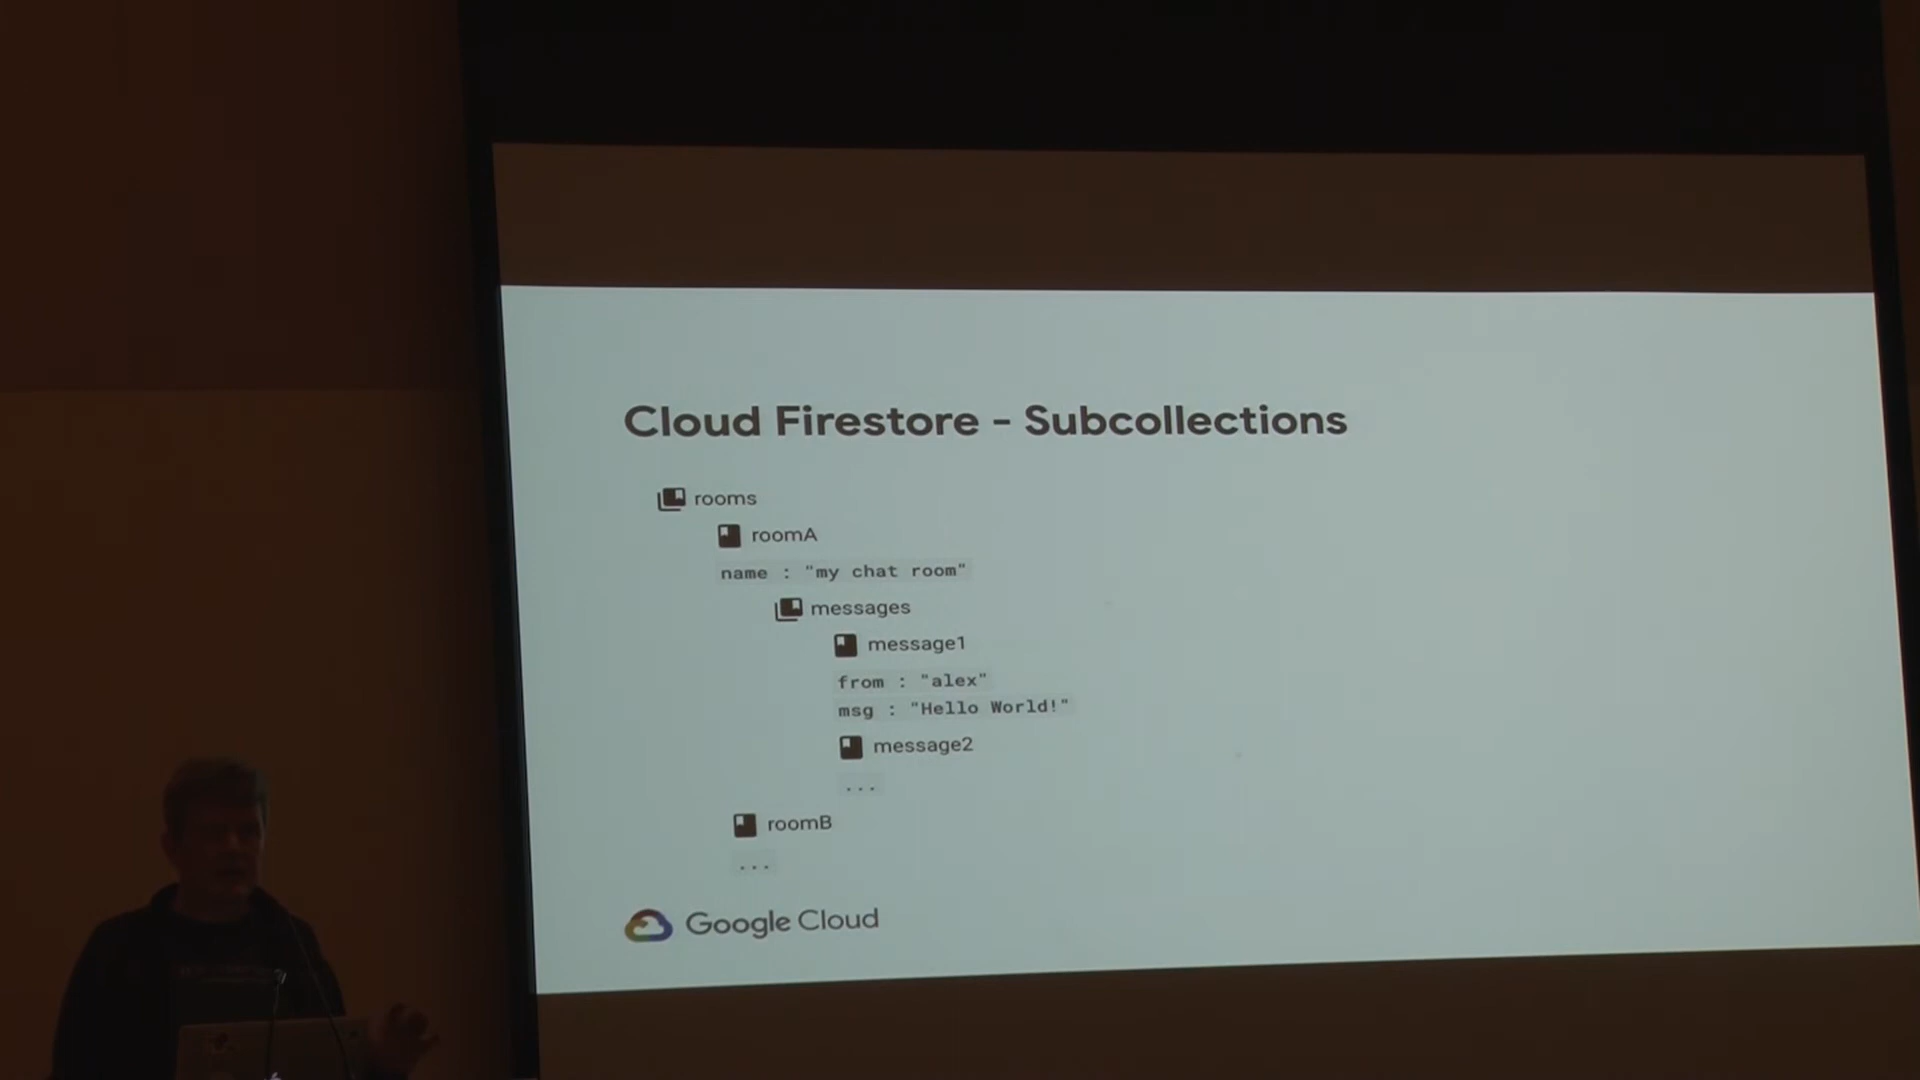 Cloud Firestore - Subcollections
rooms
roomA
name : "my chat room"
messages
message1
from : "alex"
msg : "Hello World!"
message2
...
roomB
...
Google Cloud